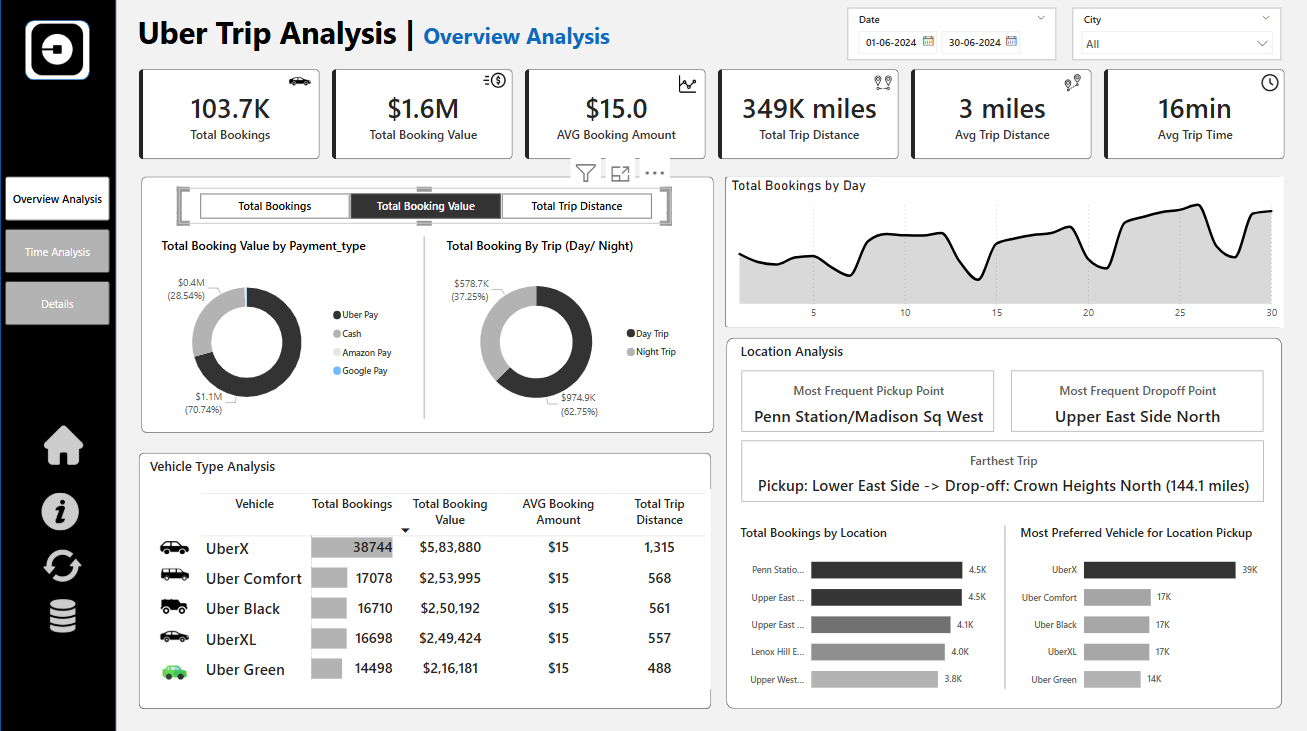 Uber Trip Analysis | Overview Analysis
Date
01-06-2024 30-06-2024
City
All
103.7K
Total Bookings
$1.6M
Total Booking Value
$15.0
AVG Booking Amount
349K miles
Total Trip Distance
3 miles
Avg Trip Distance
16min
Avg Trip Time
Overview Analysis
Time Analysis
Details
Total Bookings
Total Booking Value
Total Trip Distance
Total Booking Value by Payment_type
$0.4M
(28.54%)
$1.1M
(70.74%)
Uber Pay
Cash
Amazon Pay
Google Pay
Total Booking By Trip (Day/ Night)
$578.7K
(37.25%)
$974.9K
(62.75%)
Day Trip
Night Trip
Total Bookings by Day
5 10 15 20 25 30
Vehicle Type Analysis
Vehicle Total Bookings Total Booking Value AVG Booking Amount Total Trip Distance
UberX 38744 $5,83,880 $15 1,315
Uber Comfort 17078 $2,53,995 $15 568
Uber Black 16710 $2,50,192 $15 561
UberXL 16698 $2,49,424 $15 557
Uber Green 14498 $2,16,181 $15 488
Location Analysis
Most Frequent Pickup Point
Penn Station/Madison Sq West
Most Frequent Dropoff Point
Upper East Side North
Farthest Trip
Pickup: Lower East Side -> Drop-off: Crown Heights North (144.1 miles)
Total Bookings by Location
Penn Statio... 4.5K
Upper East ... 4.5K
Upper East ... 4.1K
Lenox Hill E... 4.0K
Upper West... 3.8K
Most Preferred Vehicle for Location Pickup
UberX 39K
Uber Comfort 17K
Uber Black 17K
UberXL 17K
Uber Green 14K